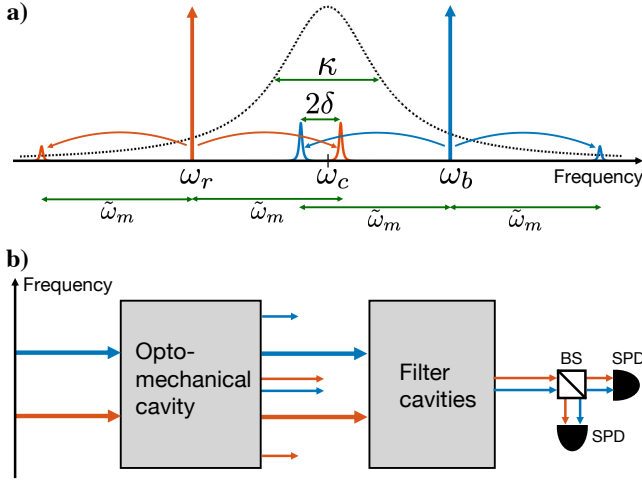 a)
κ
2δ
ω_r
ω_c
ω_b
Frequency
ω̃_m
ω̃_m
ω̃_m
ω̃_m
b)
Frequency
Opto-
mechanical
cavity
Filter
cavities
BS
SPD
SPD